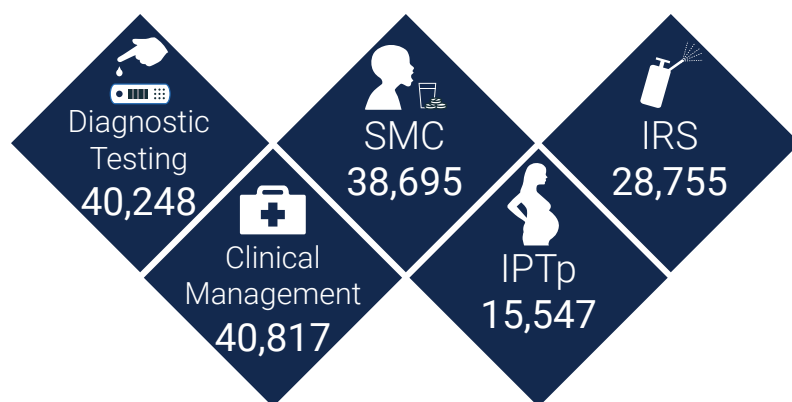 Diagnostic
Testing
40,248
SMC
38,695
IRS
28,755
Clinical
Management
40,817
IPTp
15,547